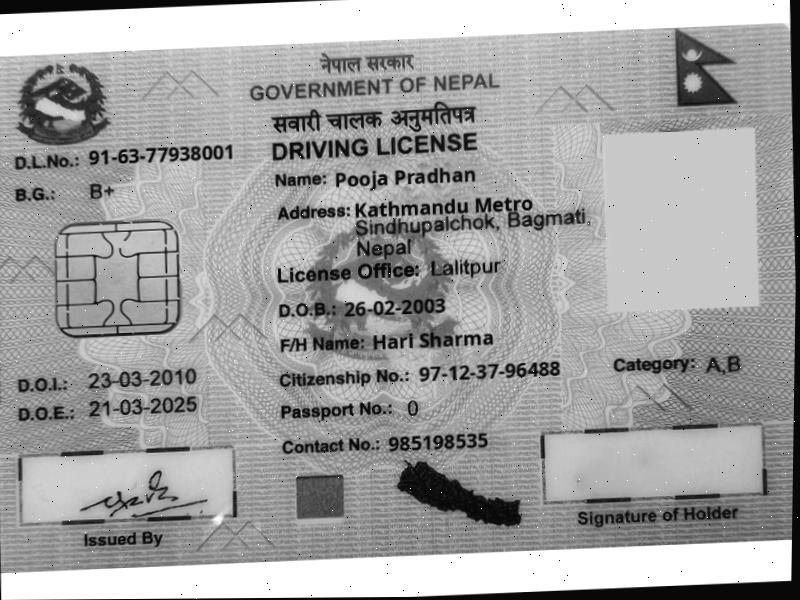 नेपाल सरकार
GOVERNMENT OF NEPAL
सवारी चालक अनुमतिपत्र
DRIVING LICENSE
D.L.No.: 91-63-77938001
B.G.: B+
Name: Pooja Pradhan
Address: Kathmandu Metro
Sindhupalchok, Bagmati,
Nepal
License Office: Lalitpur
D.O.B.: 26-02-2003
F/H Name: Hari Sharma
D.O.I.: 23-03-2010
Citizenship No.: 97-12-37-96488
Category: A,B
D.O.E.: 21-03-2025
Passport No.: 0
Contact No.: 985198535
Issued By
Signature of Holder